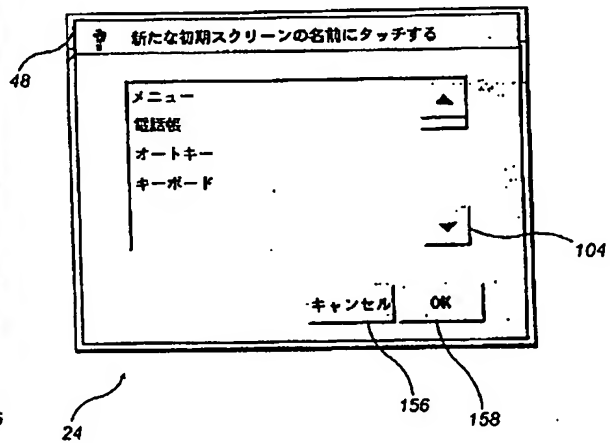 ? 新たな初期スクリーンの名前にタッチする
48
メニュー
電話帳
オートキー
キーボード
104
キャンセル OK
156 158
24